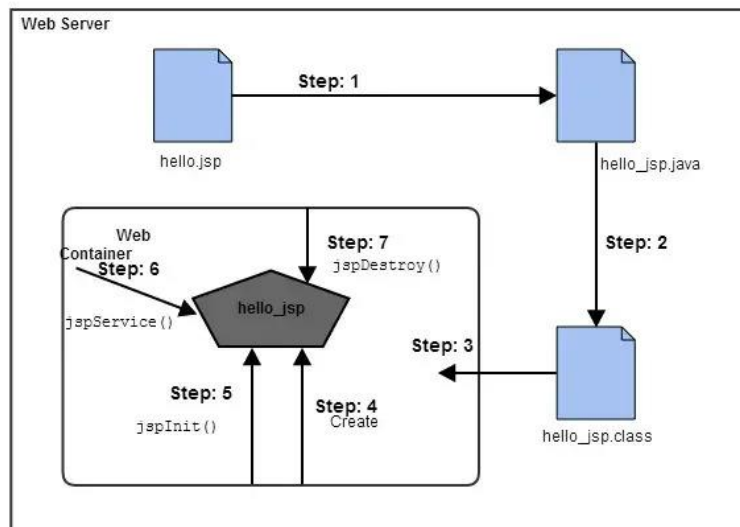 Web Server
Step: 1
hello.jsp
hello_jsp.java
Step: 2
Web
Container
Step: 7
jspDestroy()
Step: 6
jspService()
hello_jsp
Step: 3
Step: 5
jspInit()
Step: 4
Create
hello_jsp.class